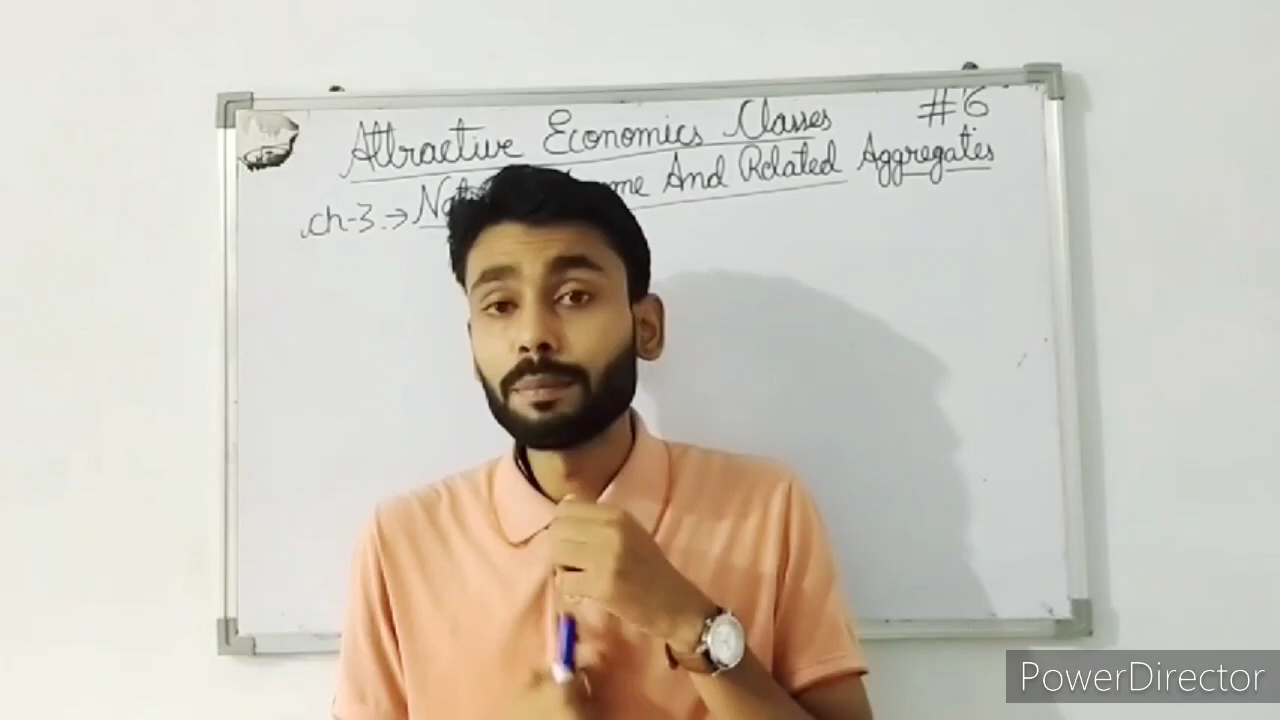 Attractive Economics Classes #6
Ch-3 → And Related Aggregates
PowerDirector